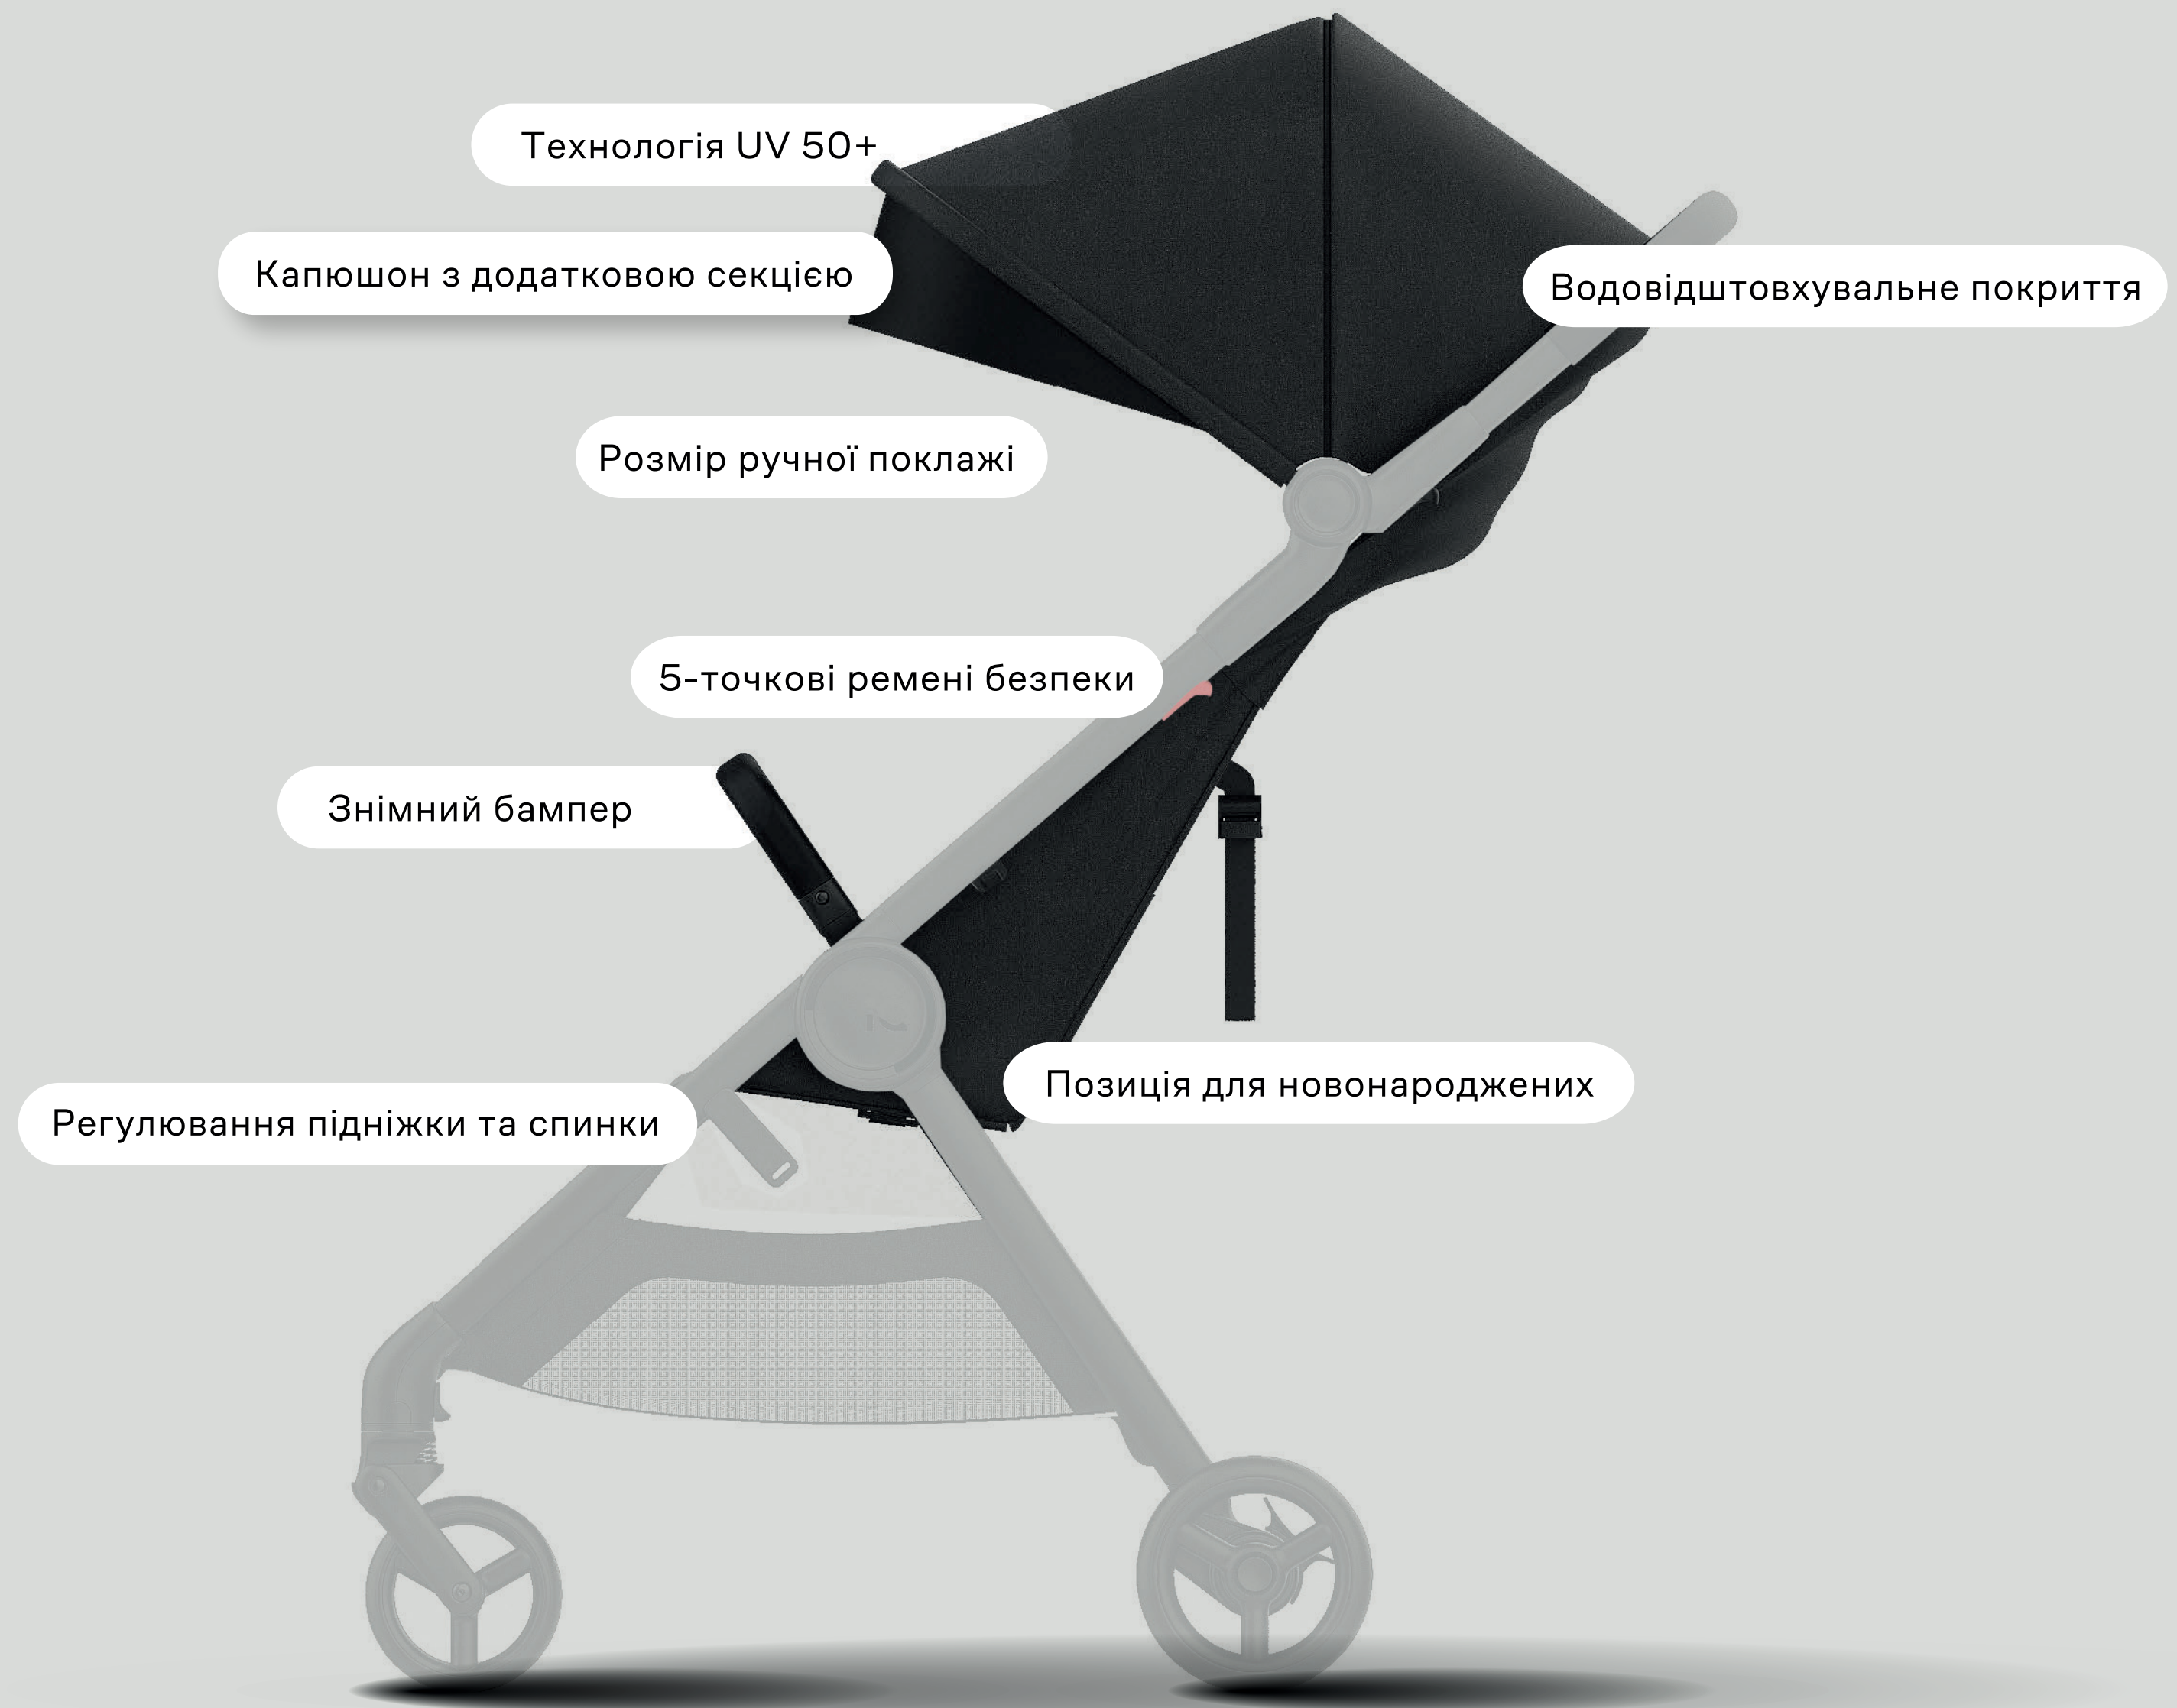 Технологія UV 50+
Капюшон з додатковою секцією
Водовідштовхувальне покриття
Розмір ручної поклажі
5-точкові ремені безпеки
Знімний бампер
Позиція для новонароджених
Регулювання підніжки та спинки